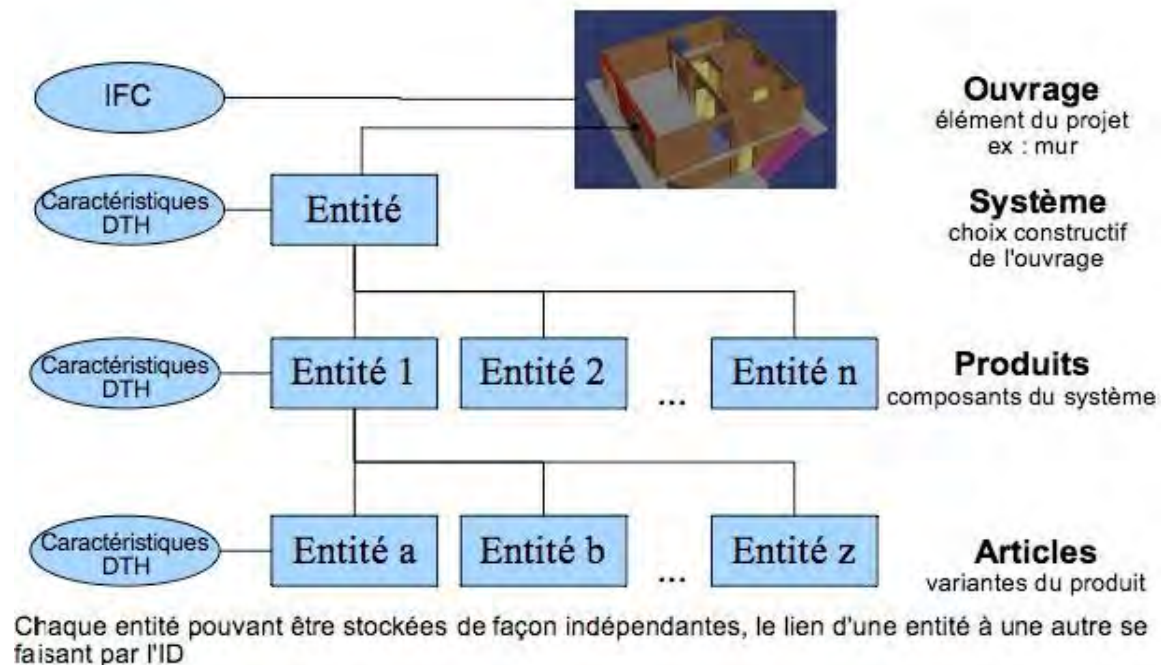 IFC
Ouvrage
élément du projet
ex : mur
Caractéristiques
DTH
Entité
Système
choix constructif
de l'ouvrage
Caractéristiques
DTH
Entité 1
Entité 2
...
Entité n
Produits
composants du système
Caractéristiques
DTH
Entité a
Entité b
...
Entité z
Articles
variantes du produit
Chaque entité pouvant être stockées de façon indépendantes, le lien d'une entité à une autre se
faisant par l'ID